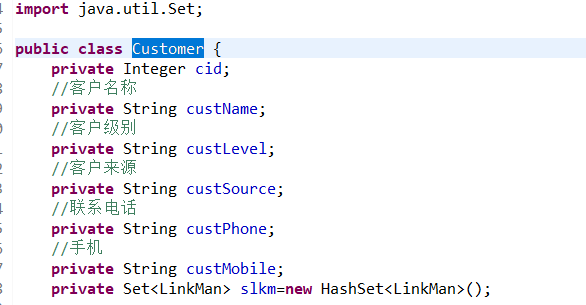 import java.util.Set;
public class Customer {
private Integer cid;
//客户名称
private String custName;
//客户级别
private String custLevel;
//客户来源
private String custSource;
//联系电话
private String custPhone;
//手机
private String custMobile;
private Set<LinkMan> slkm=new HashSet<LinkMan>();